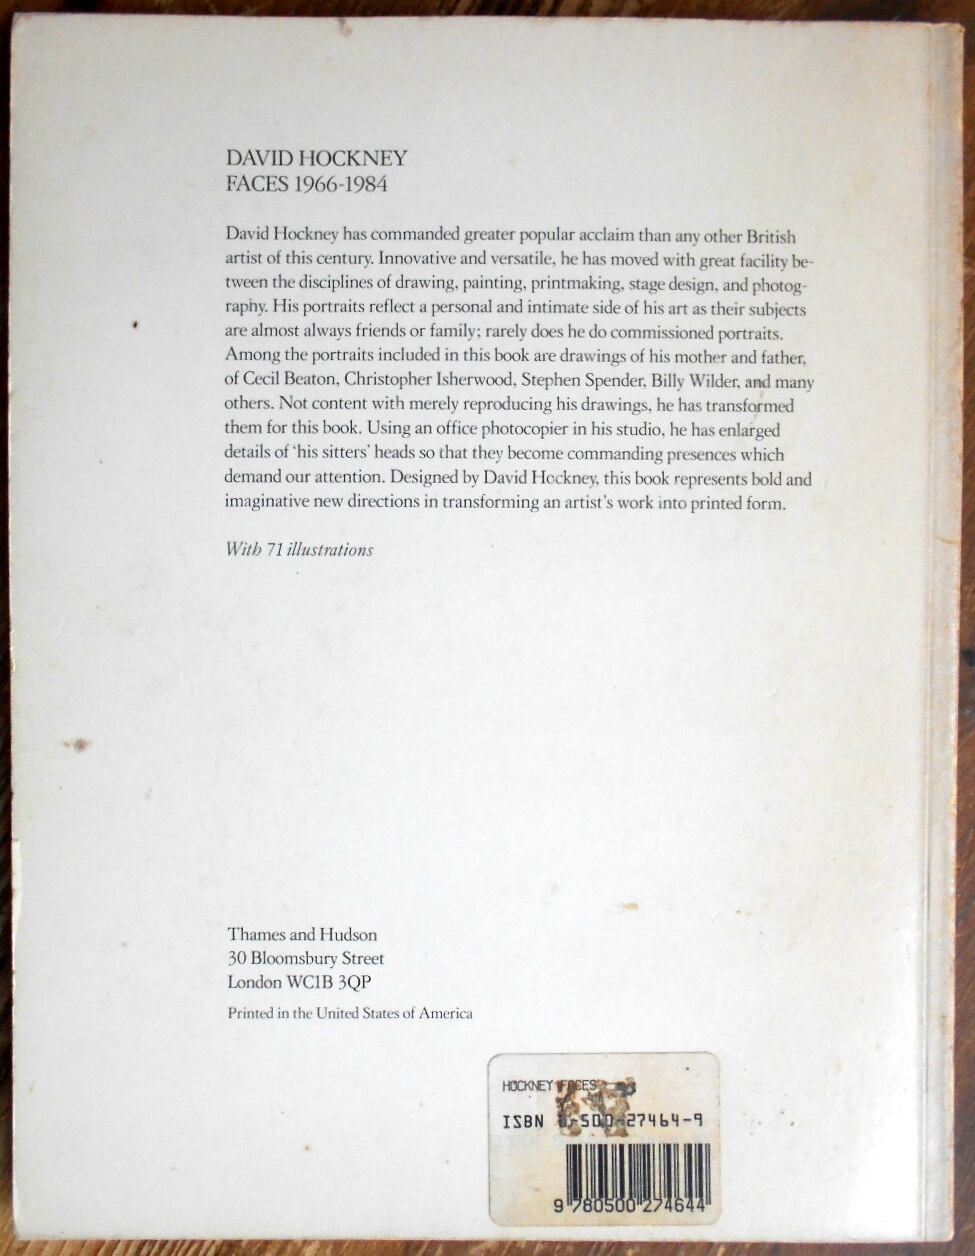 DAVID HOCKNEY
FACES 1966-1984
David Hockney has commanded greater popular acclaim than any other British
artist of this century. Innovative and versatile, he has moved with great facility be-
tween the disciplines of drawing, painting, printmaking, stage design, and photog-
raphy. His portraits reflect a personal and intimate side of his art as their subjects
are almost always friends or family; rarely does he do commissioned portraits.
Among the portraits included in this book are drawings of his mother and father,
of Cecil Beaton, Christopher Isherwood, Stephen Spender, Billy Wilder, and many
others. Not content with merely reproducing his drawings, he has transformed
them for this book. Using an office photocopier in his studio, he has enlarged
details of 'his sitters' heads so that they become commanding presences which
demand our attention. Designed by David Hockney, this book represents bold and
imaginative new directions in transforming an artist's work into printed form.
With 71 illustrations
Thames and Hudson
30 Bloomsbury Street
London WC1B 3QP
Printed in the United States of America
HOCKNEY FACES
ISBN 0-500-27464-9
9 780500 274644